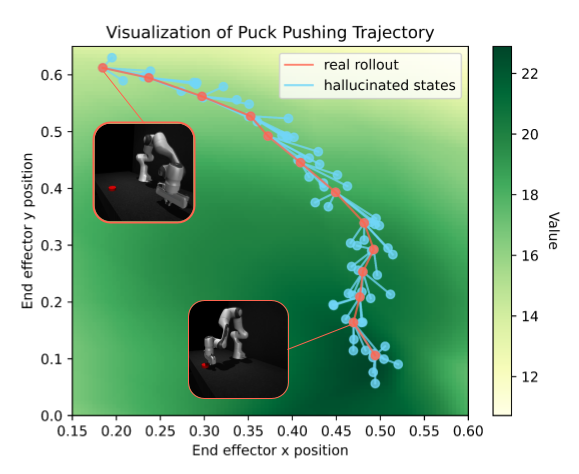 Visualization of Puck Pushing Trajectory
real rollout
hallucinated states
End effector y position
0.6
0.5
0.4
0.3
0.2
0.1
0.0
0.15 0.20 0.25 0.30 0.35 0.40 0.45 0.50 0.55 0.60
End effector x position
22
20
18
16
14
12
Value